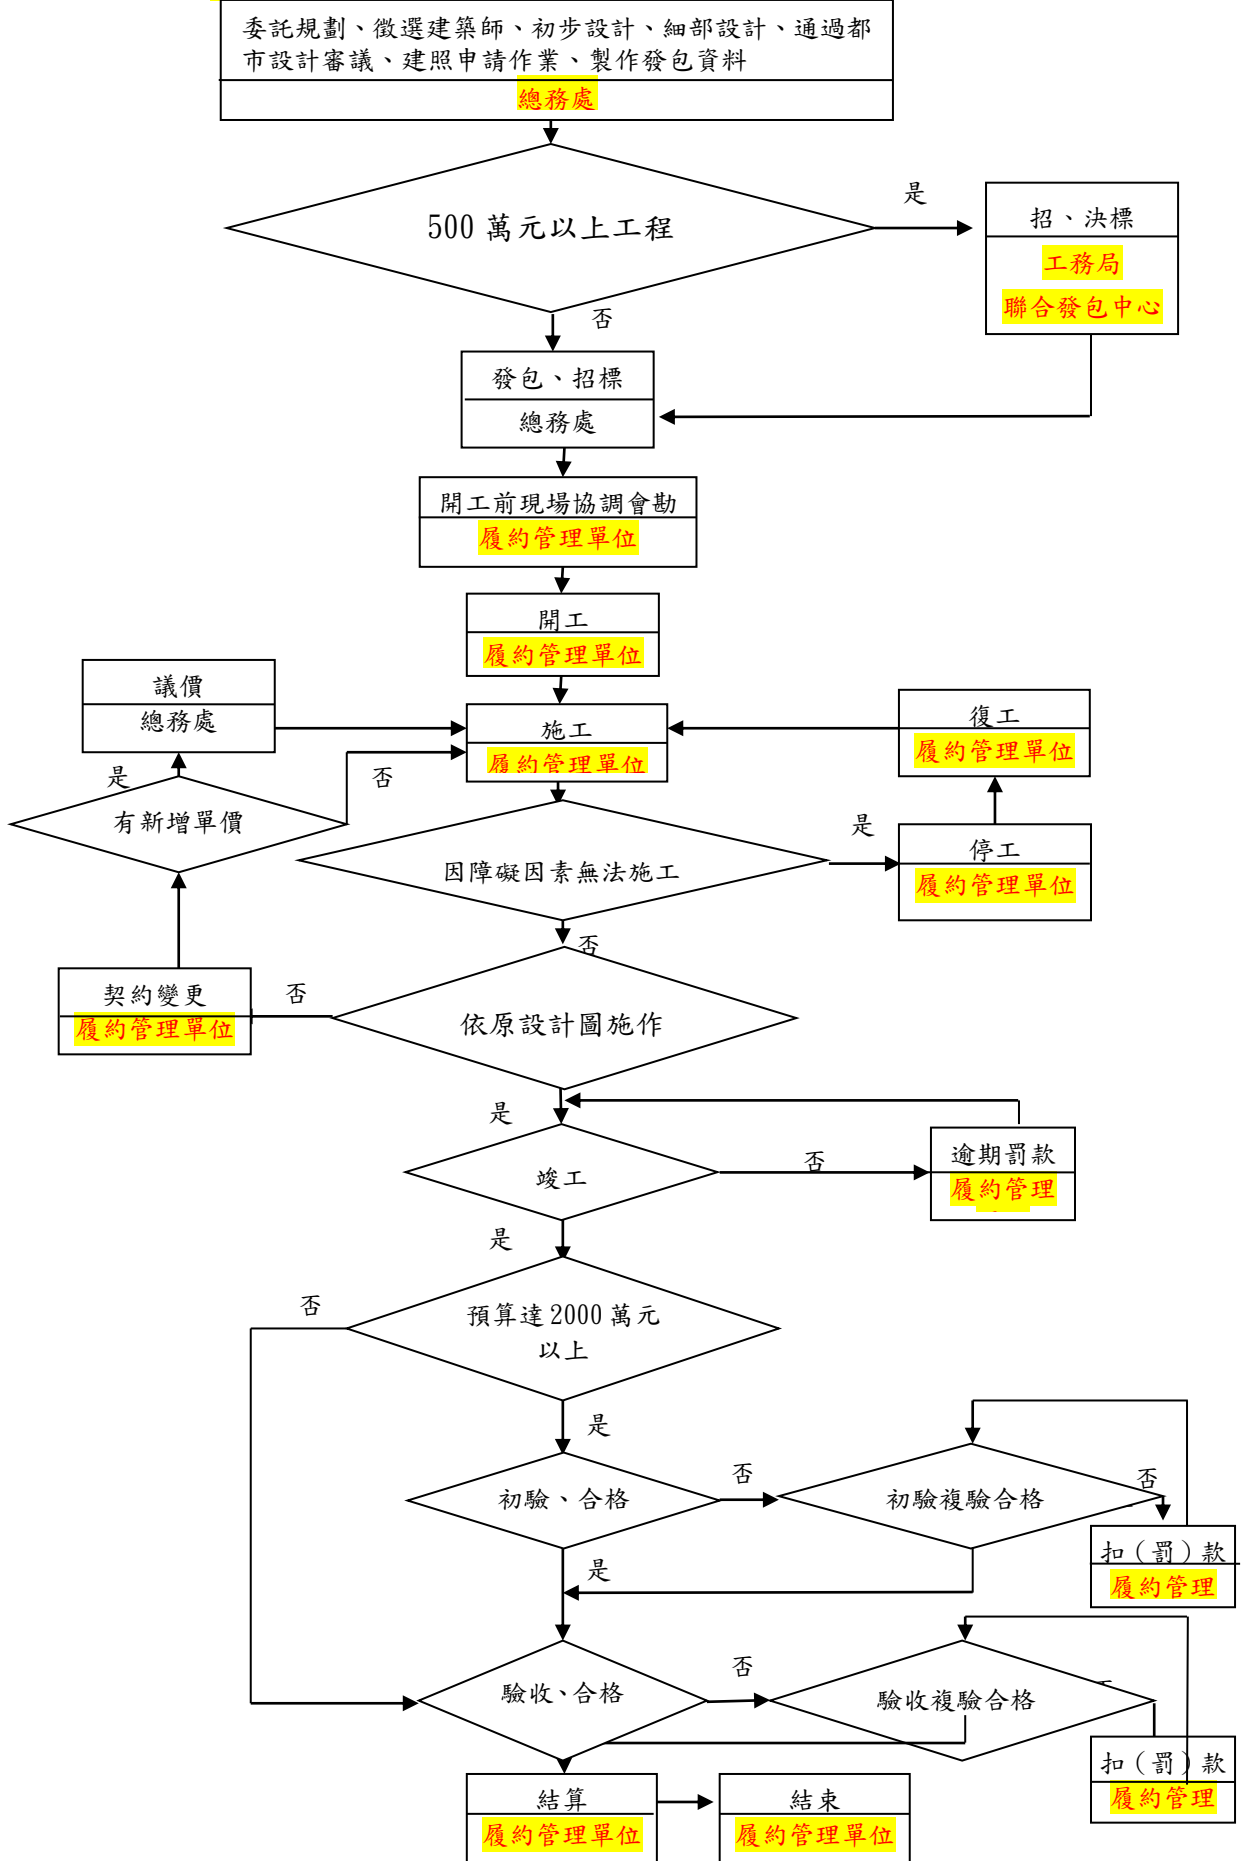 委託規劃、徵選建築師、初步設計、細部設計、通過都
市設計審議、建照申請作業、製作發包資料
總務處
500 萬元以上工程
是
招、決標
工務局
聯合發包中心
否
發包、招標
總務處
開工前現場協調會勘
履約管理單位
開工
履約管理單位
議價
總務處
施工
履約管理單位
復工
履約管理單位
是
否
有新增單價
因障礙因素無法施工
是
停工
履約管理單位
否
契約變更
履約管理單位
否
依原設計圖施作
是
竣工
否
逾期罰款
履約管理
是
否
預算達 2000 萬元
以上
是
初驗、合格
否
初驗複驗合格
否
扣（罰）款
履約管理
是
驗收、合格
否
驗收複驗合格
扣（罰）款
履約管理
結算
履約管理單位
結束
履約管理單位